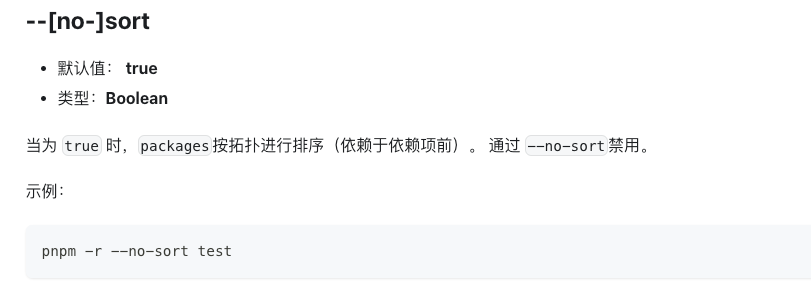 --[no-]sort
默认值： true
类型：Boolean
当为 true 时，packages按拓扑进行排序（依赖于依赖项前）。 通过 --no-sort禁用。
示例：
pnpm -r --no-sort test